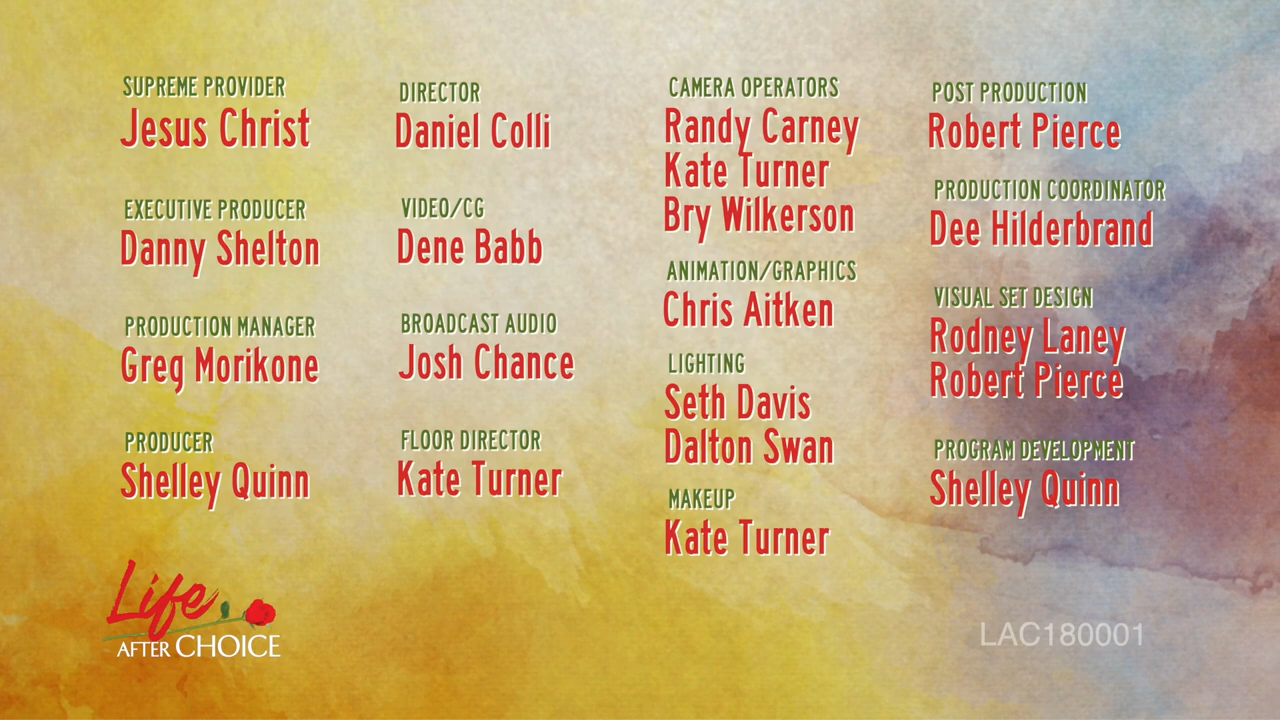 SUPREME PROVIDER
Jesus Christ
EXECUTIVE PRODUCER
Danny Shelton
PRODUCTION MANAGER
Greg Morikone
PRODUCER
Shelley Quinn
DIRECTOR
Daniel Colli
VIDEO/CG
Dene Babb
BROADCAST AUDIO
Josh Chance
FLOOR DIRECTOR
Kate Turner
CAMERA OPERATORS
Randy Carney
Kate Turner
Bry Wilkerson
ANIMATION/GRAPHICS
Chris Aitken
LIGHTING
Seth Davis
Dalton Swan
MAKEUP
Kate Turner
POST PRODUCTION
Robert Pierce
PRODUCTION COORDINATOR
Dee Hilderbrand
VISUAL SET DESIGN
Rodney Laney
Robert Pierce
PROGRAM DEVELOPMENT
Shelley Quinn
Life
AFTER CHOICE
LAC180001